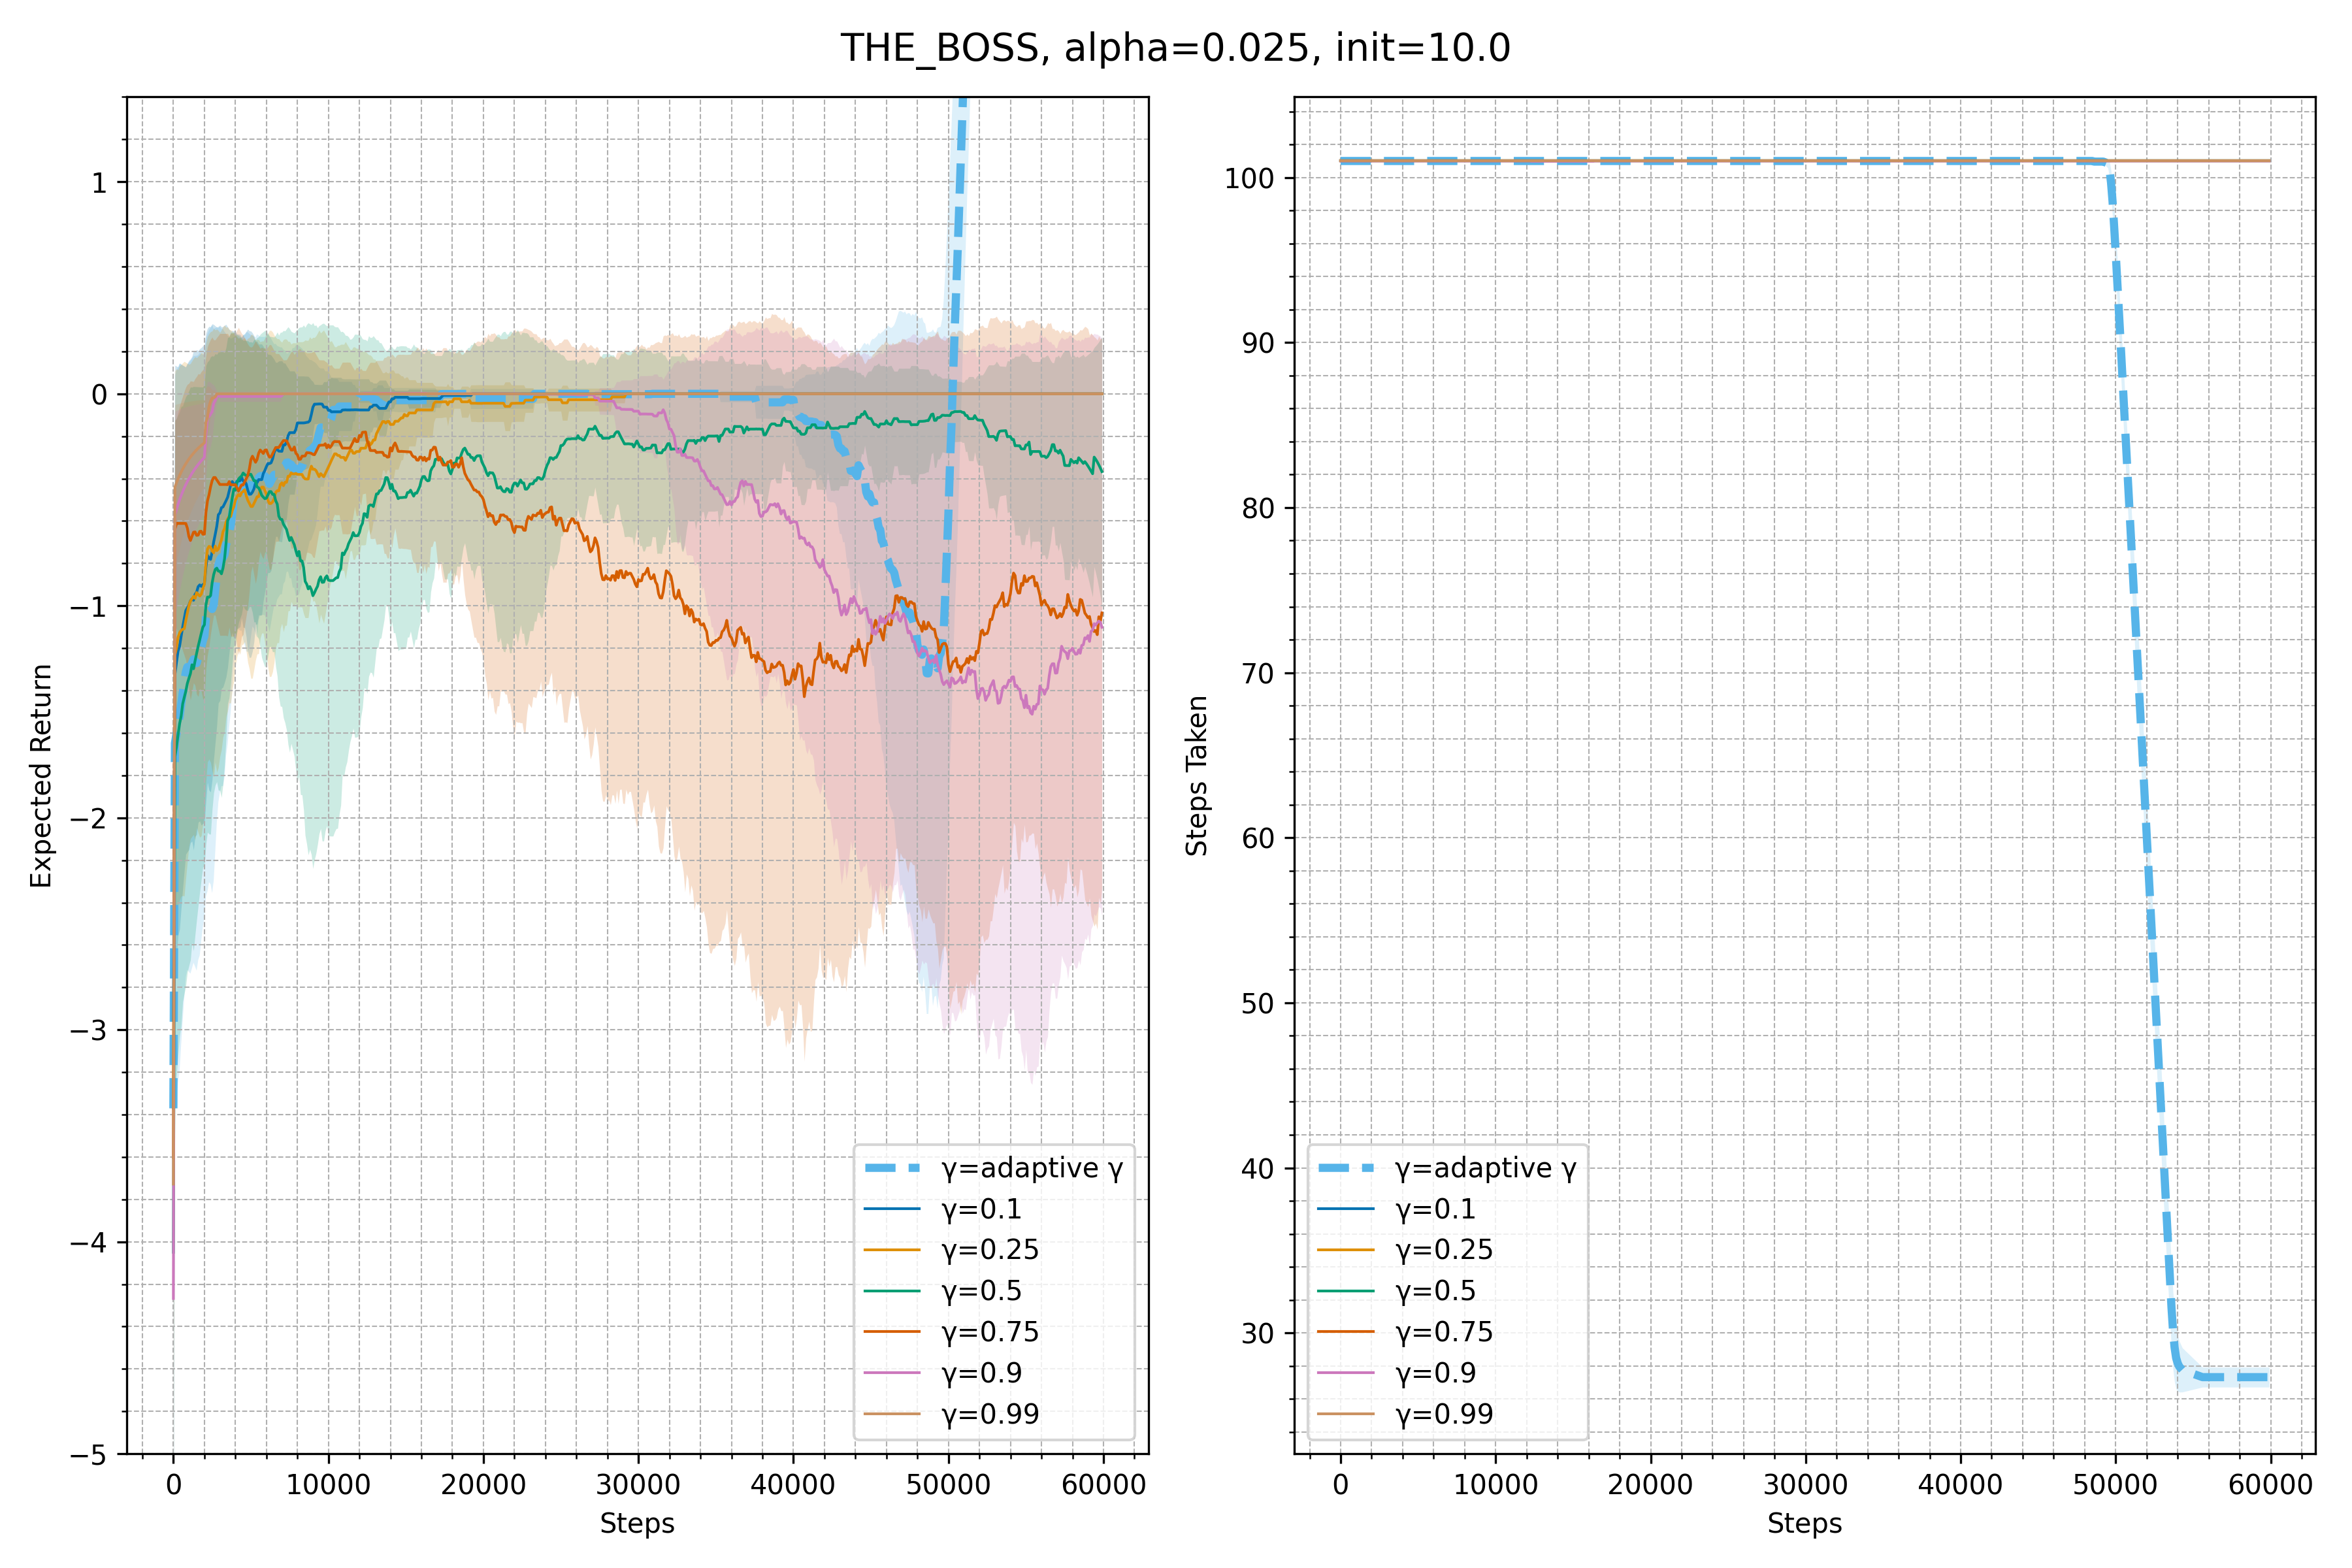 THE_BOSS, alpha=0.025, init=10.0
Expected Return
1
0
−1
−2
−3
−4
−5
0
10000
20000
30000
40000
50000
60000
Steps
γ=adaptive γ
γ=0.1
γ=0.25
γ=0.5
γ=0.75
γ=0.9
γ=0.99
Steps Taken
100
90
80
70
60
50
40
30
0
10000
20000
30000
40000
50000
60000
Steps
γ=adaptive γ
γ=0.1
γ=0.25
γ=0.5
γ=0.75
γ=0.9
γ=0.99